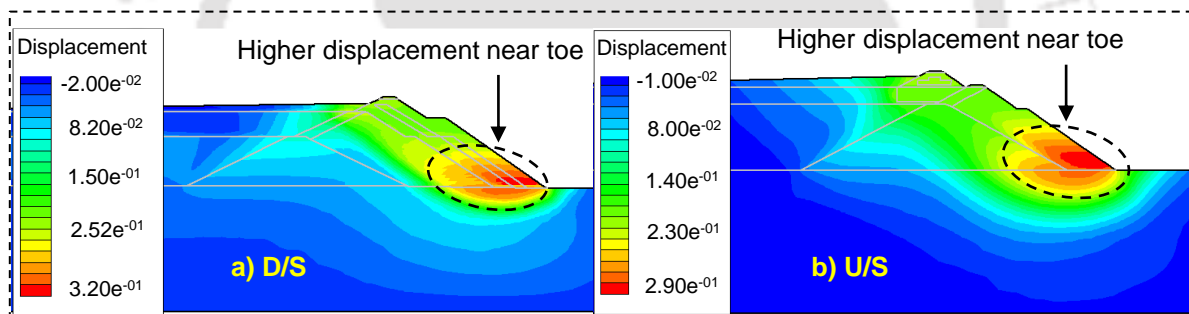 Displacement
-2.00e-02
8.20e-02
1.50e-01
2.52e-01
3.20e-01
Higher displacement near toe
a) D/S
Displacement
-1.00e-02
8.00e-02
1.40e-01
2.30e-01
2.90e-01
Higher displacement near toe
b) U/S